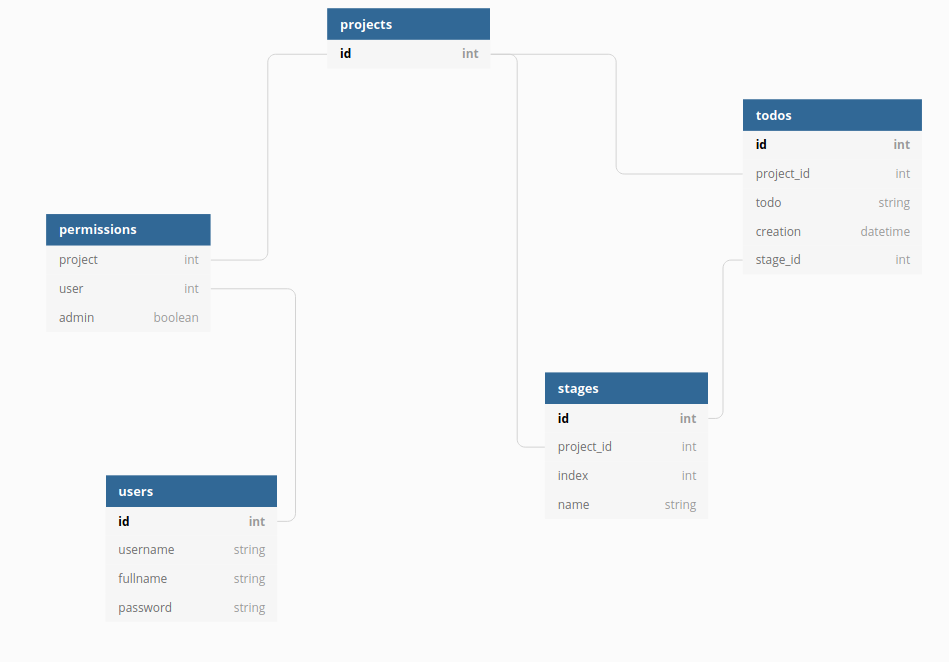 projects
id int
todos
id int
project_id int
todo string
creation datetime
stage_id int
permissions
project int
user int
admin boolean
stages
id int
project_id int
index int
name string
users
id int
username string
fullname string
password string